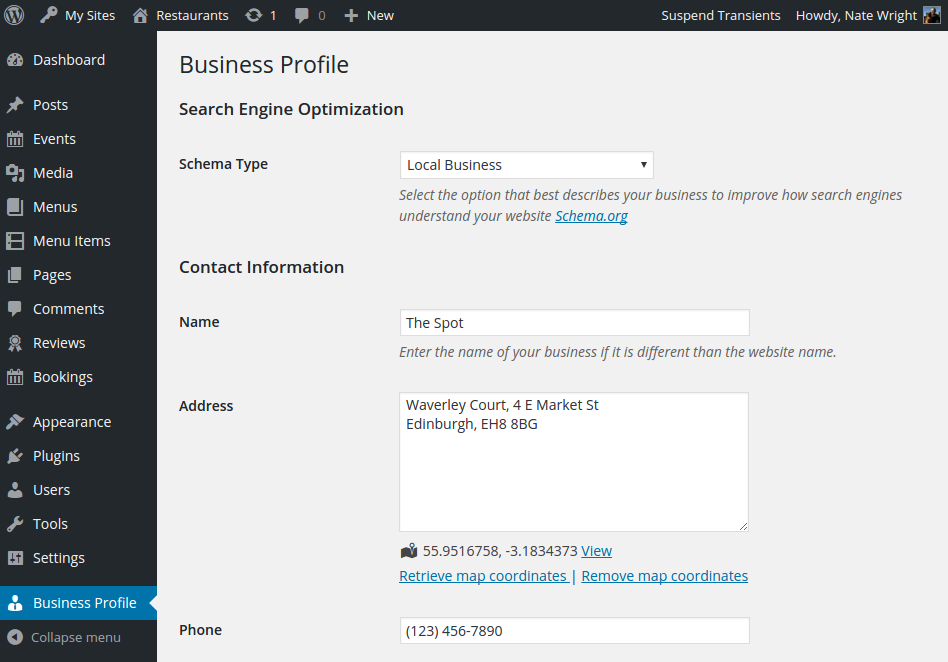 My Sites Restaurants 1 0 New Suspend Transients Howdy, Nate Wright
Dashboard
Posts
Events
Media
Menus
Menu Items
Pages
Comments
Reviews
Bookings
Appearance
Plugins
Users
Tools
Settings
Business Profile
Collapse menu
Business Profile
Search Engine Optimization
Schema Type Local Business
Select the option that best describes your business to improve how search engines
understand your website Schema.org
Contact Information
Name The Spot
Enter the name of your business if it is different than the website name.
Address Waverley Court, 4 E Market St
Edinburgh, EH8 8BG
55.9516758, -3.1834373 View
Retrieve map coordinates | Remove map coordinates
Phone (123) 456-7890